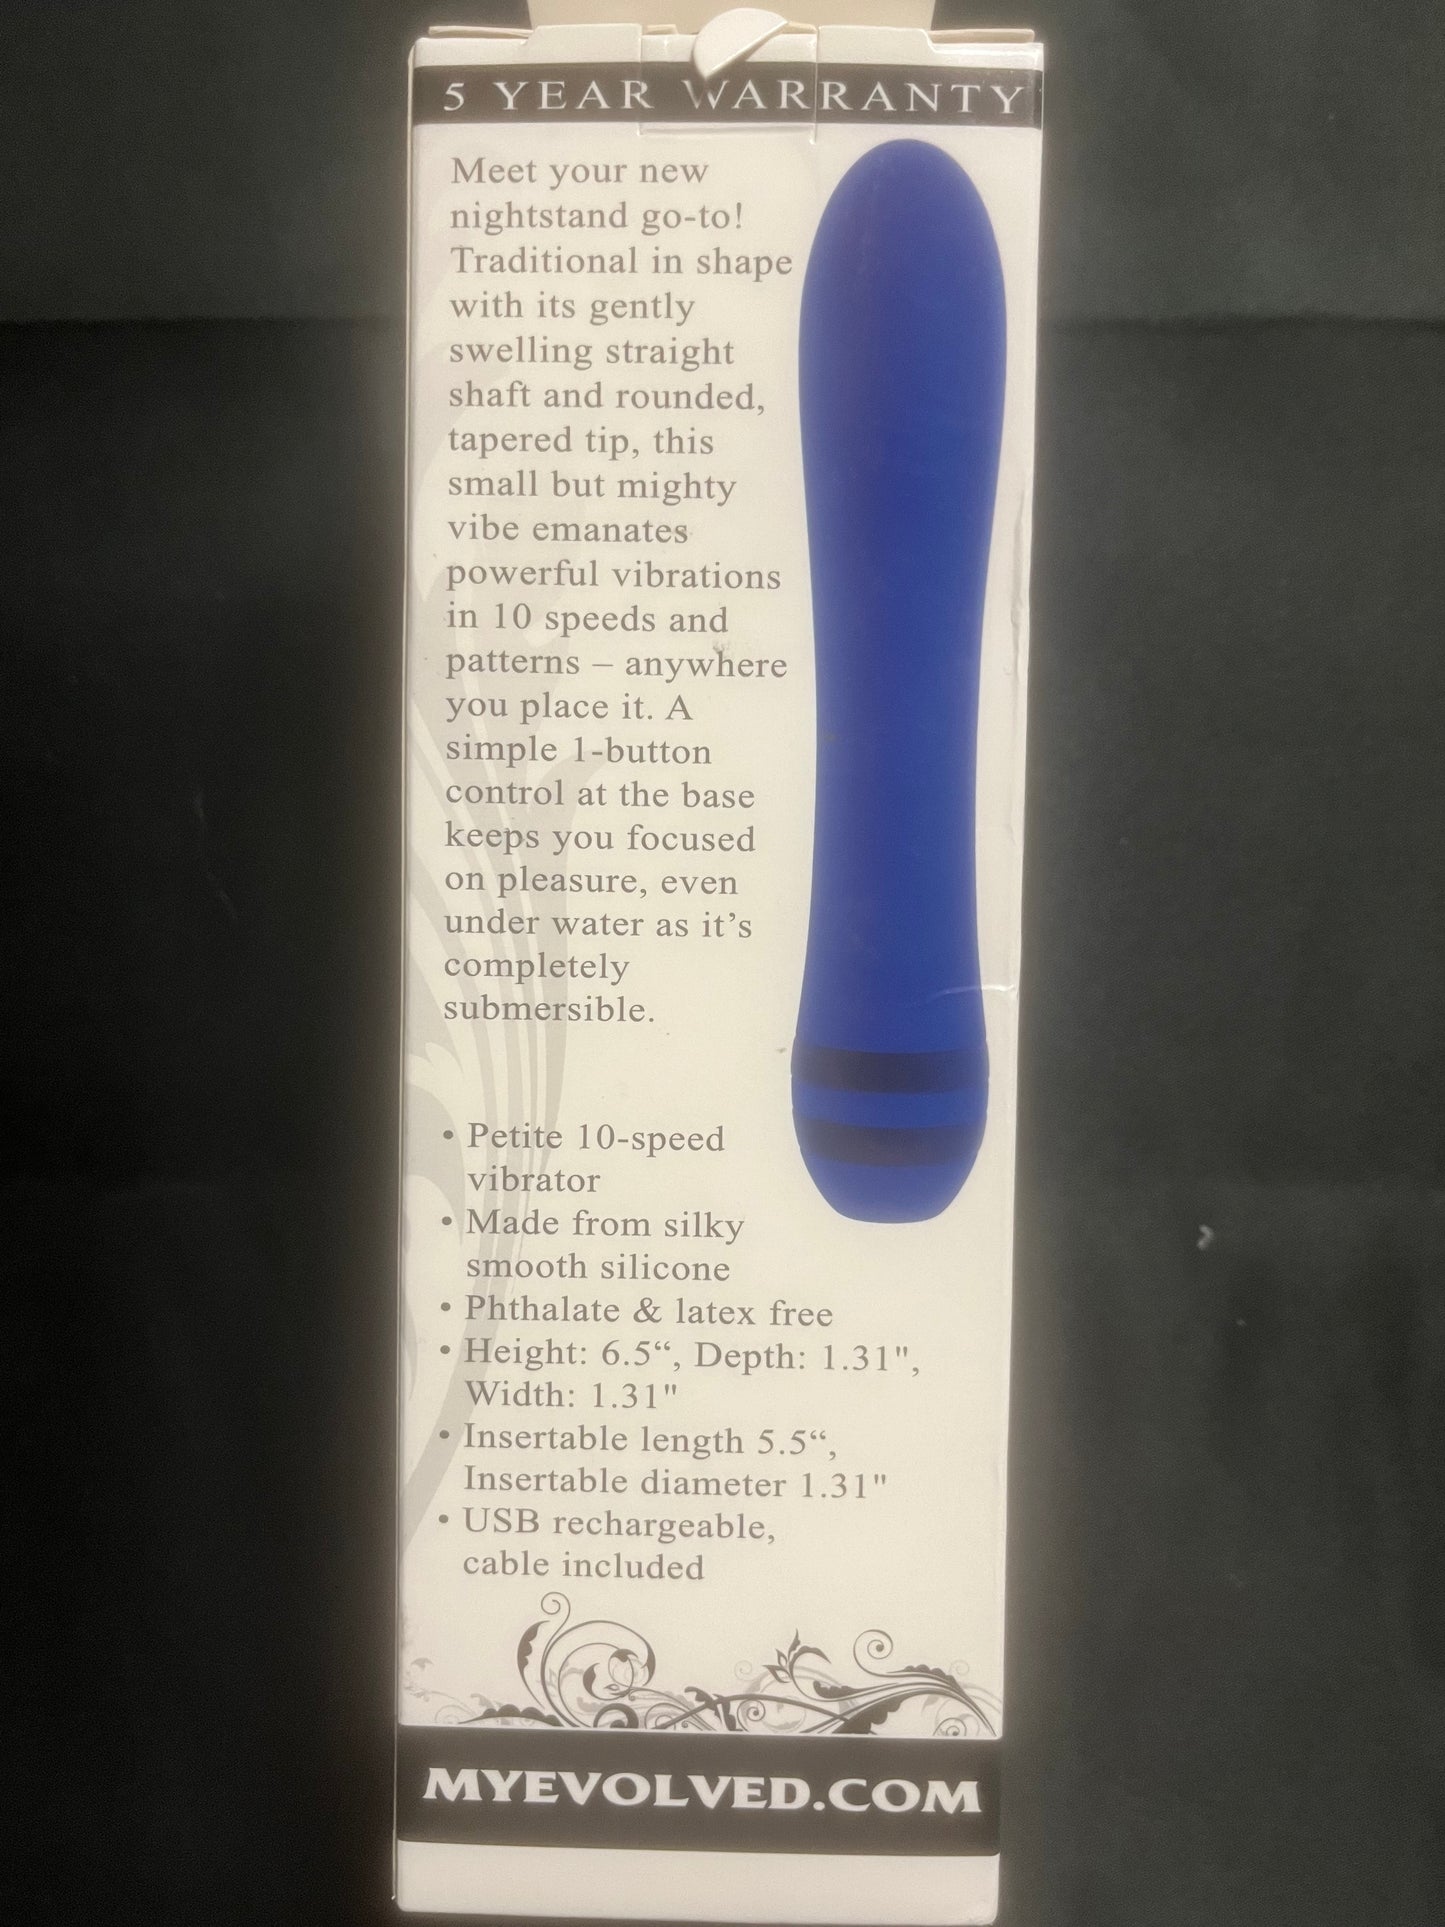 5 YEAR WARRANTY
Meet your new
nightstand go-to!
Traditional in shape
with its gently
swelling straight
shaft and rounded,
tapered tip, this
small but mighty
vibe emanates
powerful vibrations
in 10 speeds and
patterns – anywhere
you place it. A
simple 1-button
control at the base
keeps you focused
on pleasure, even
under water as it’s
completely
submersible.
• Petite 10-speed
vibrator
• Made from silky
smooth silicone
• Phthalate & latex free
• Height: 6.5“, Depth: 1.31",
Width: 1.31"
• Insertable length 5.5“,
Insertable diameter 1.31"
• USB rechargeable,
cable included
MYEVOLVED.COM